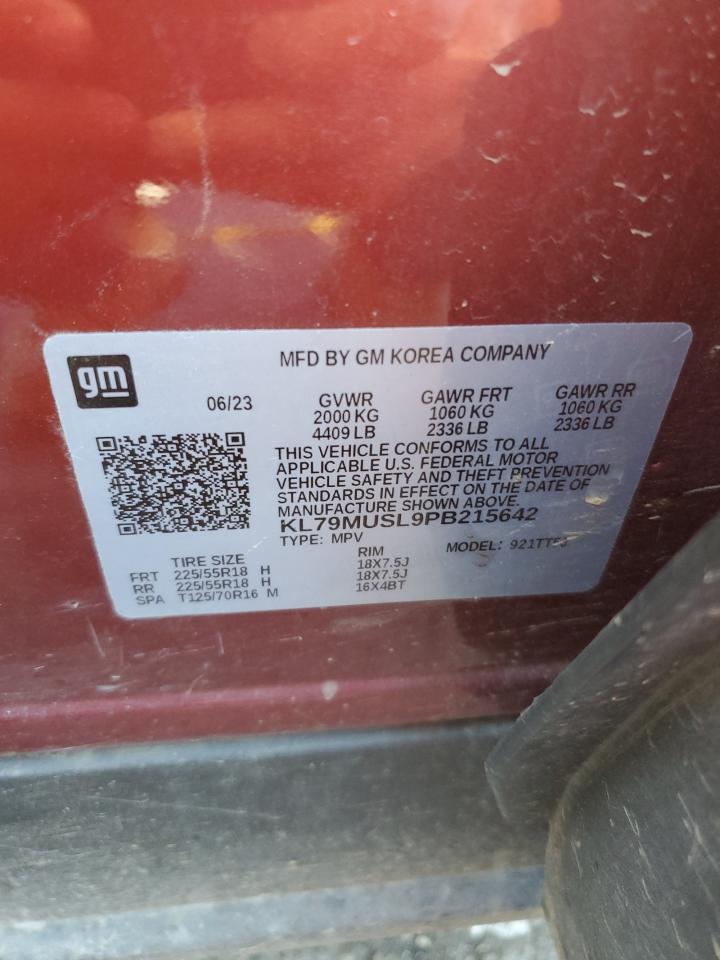 MFD BY GM KOREA COMPANY
gm
06/23
GVWR GAWR FRT GAWR RR
2000 KG 1060 KG 1060 KG
4409 LB 2336 LB 2336 LB
THIS VEHICLE CONFORMS TO ALL
APPLICABLE U.S. FEDERAL MOTOR
VEHICLE SAFETY AND THEFT PREVENTION
STANDARDS IN EFFECT ON THE DATE OF
MANUFACTURE SHOWN ABOVE.
KL79MUSL9PB215642
TYPE: MPV MODEL:
TIRE SIZE RIM
FRT 225/55R18 H 18X7.5J
RR 225/55R18 H 18X7.5J
SPA T125/70R16 M 16X4BT